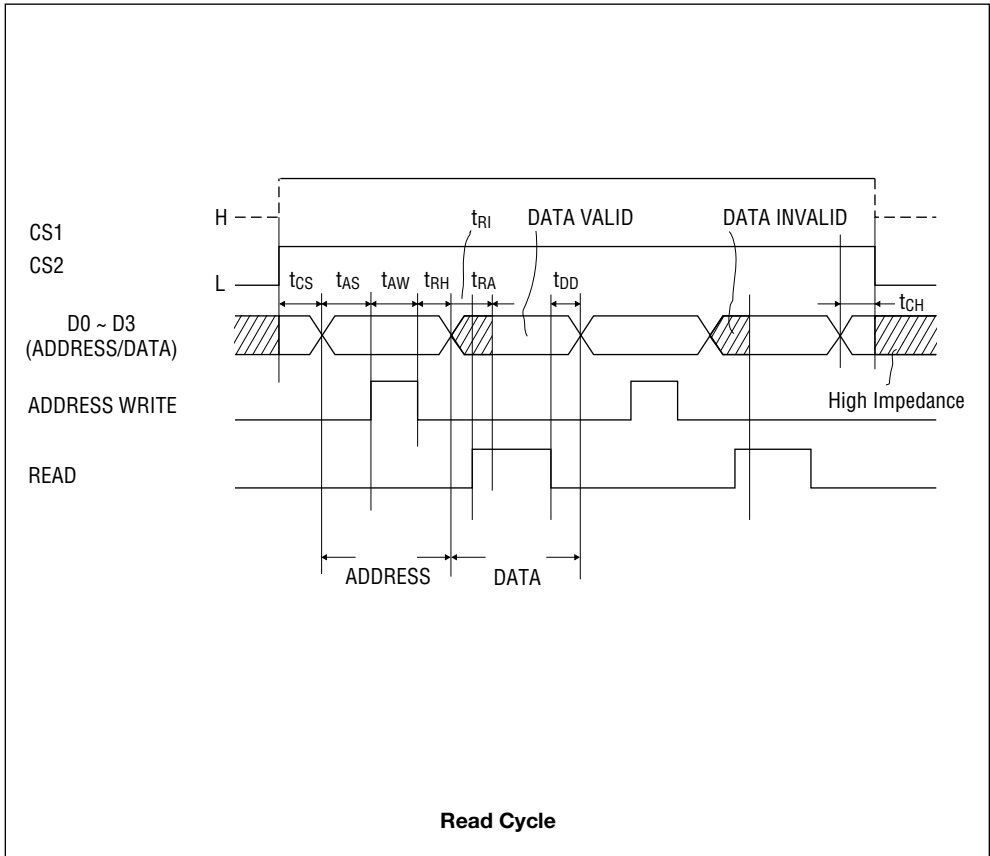 H
CS1
CS2
L
tRI
DATA VALID
DATA INVALID
tCS
tAS
tAW
tRH
tRA
tDD
tCH
D0 ~ D3
(ADDRESS/DATA)
ADDRESS WRITE
High Impedance
READ
ADDRESS
DATA
Read Cycle